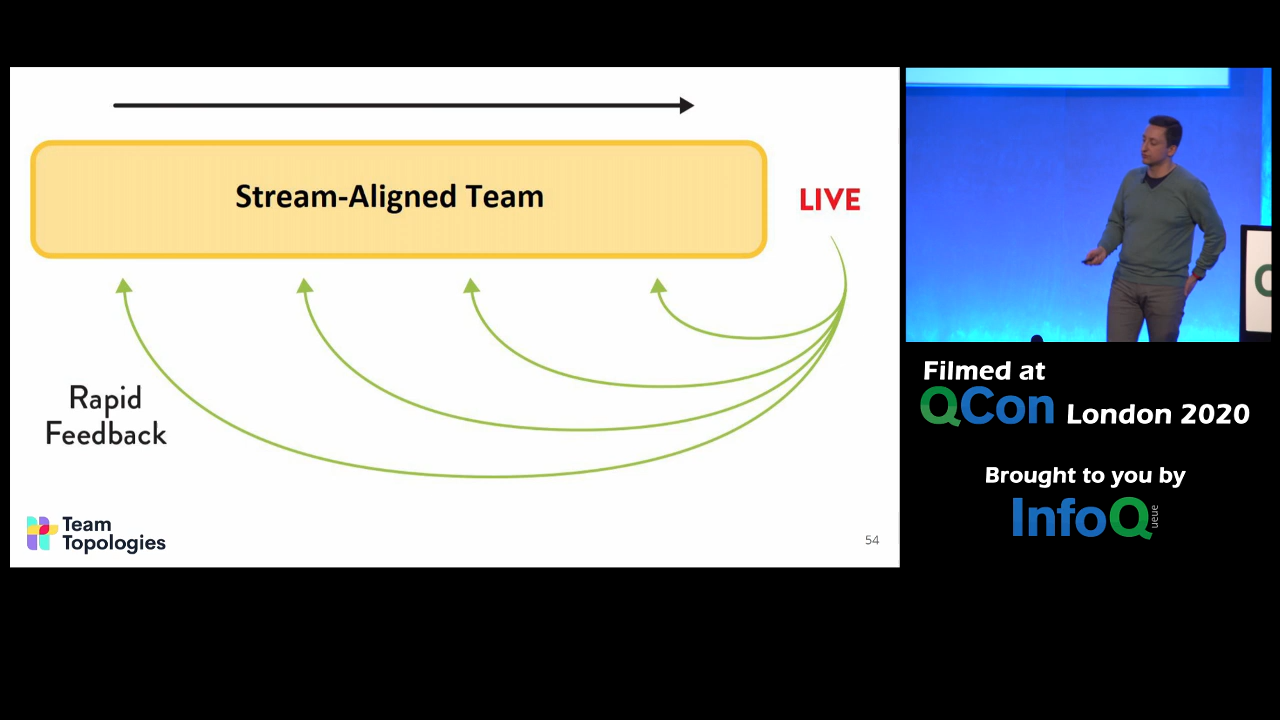 Stream-Aligned Team
LIVE
Rapid
Feedback
Team
Topologies
54
Filmed at
QCon London 2020
Brought to you by
InfoQ
ueue